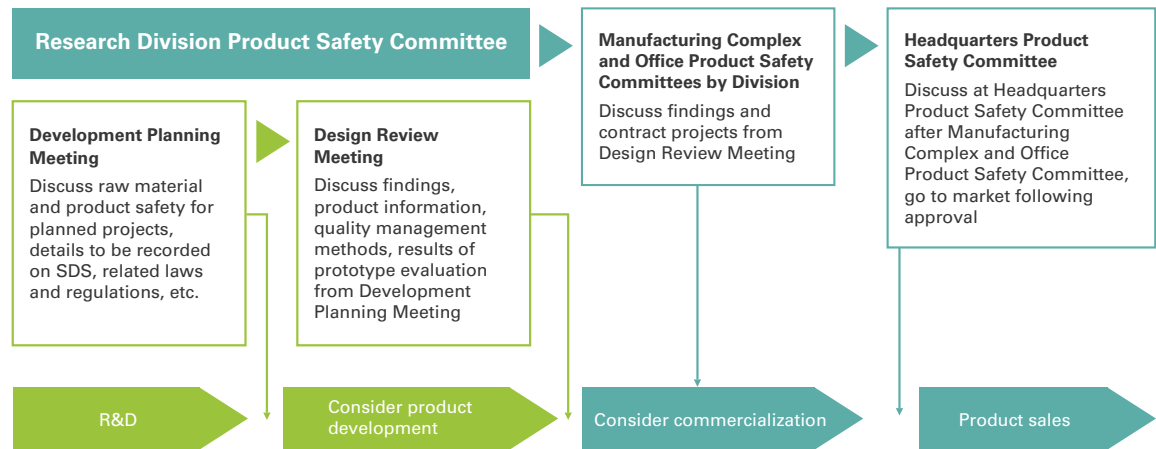 Research Division Product Safety Committee
Development Planning
Meeting
Discuss raw material
and product safety for
planned projects,
details to be recorded
on SDS, related laws
and regulations, etc.
Design Review
Meeting
Discuss findings,
product information,
quality management
methods, results of
prototype evaluation
from Development
Planning Meeting
Manufacturing Complex
and Office Product Safety
Committees by Division
Discuss findings and
contract projects from
Design Review Meeting
Headquarters Product
Safety Committee
Discuss at Headquarters
Product Safety Committee
after Manufacturing
Complex and Office
Product Safety Committee,
go to market following
approval
R&D
Consider product
development
Consider commercialization
Product sales